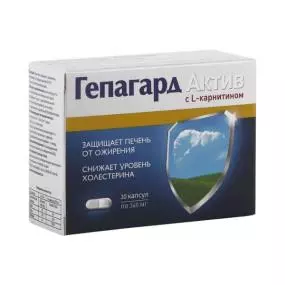 Гепагард Актив
с L-карнитином
ЗАЩИЩАЕТ ПЕЧЕНЬ
ОТ ОЖИРЕНИЯ
СНИЖАЕТ УРОВЕНЬ
ХОЛЕСТЕРИНА
30 капсул